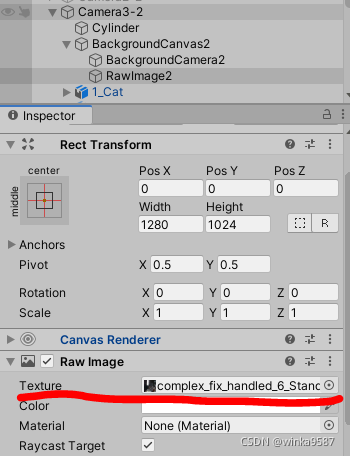 Camera3-2
Cylinder
BackgroundCanvas2
BackgroundCamera2
RawImage2
1_Cat
Inspector
Rect Transform
center
middle
Pos X Pos Y Pos Z
0 0 0
Width Height
1280 1024
R
Anchors
Pivot X 0.5 Y 0.5
Rotation X 0 Y 0 Z 0
Scale X 1 Y 1 Z 1
Canvas Renderer
Raw Image
Texture complex_fix_handled_6_Stand
Color
Material None (Material)
Raycast Target
CSDN @winka9587